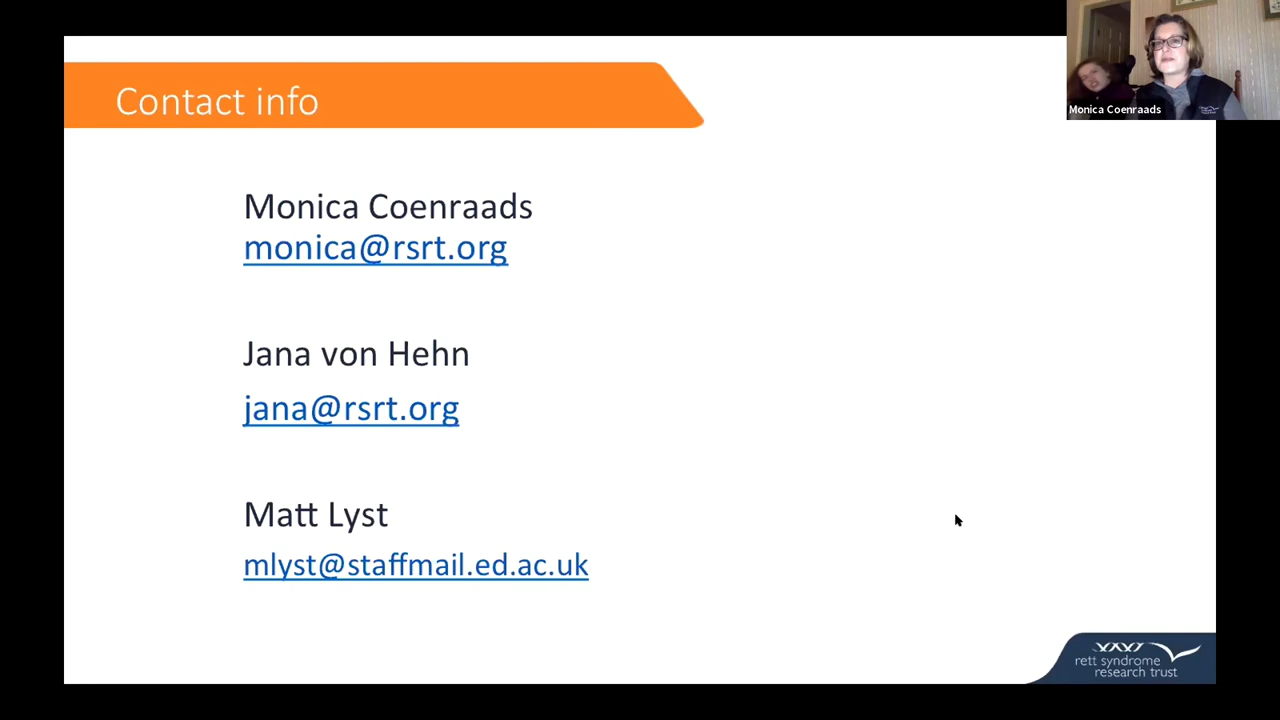 Contact info
Monica Coenraads
Monica Coenraads
monica@rsrt.org
Jana von Hehn
jana@rsrt.org
Matt Lyst
mlyst@staffmail.ed.ac.uk
rett syndrome
research trust